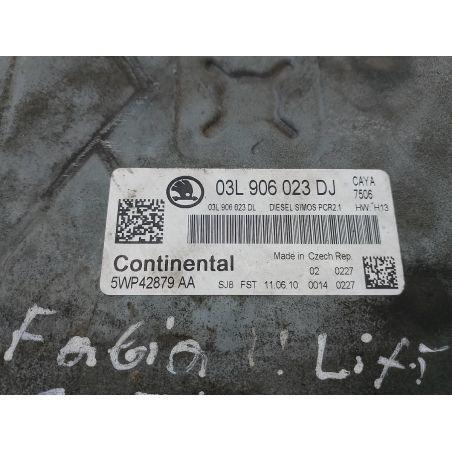 03L 906 023 DJ CAYA
7506
03L 906 023 DL DIESEL SIMOS PCR2.1 HW: H13
Continental Made in Czech Rep.
02 0227
5WP42879 AA SJ8 FST 11.06.10 0014 0227
Fabia II Lift